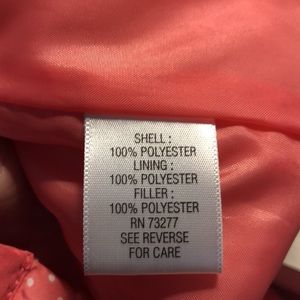 SHELL :
100% POLYESTER
LINING :
100% POLYESTER
FILLER :
100% POLYESTER
RN 73277
SEE REVERSE
FOR CARE